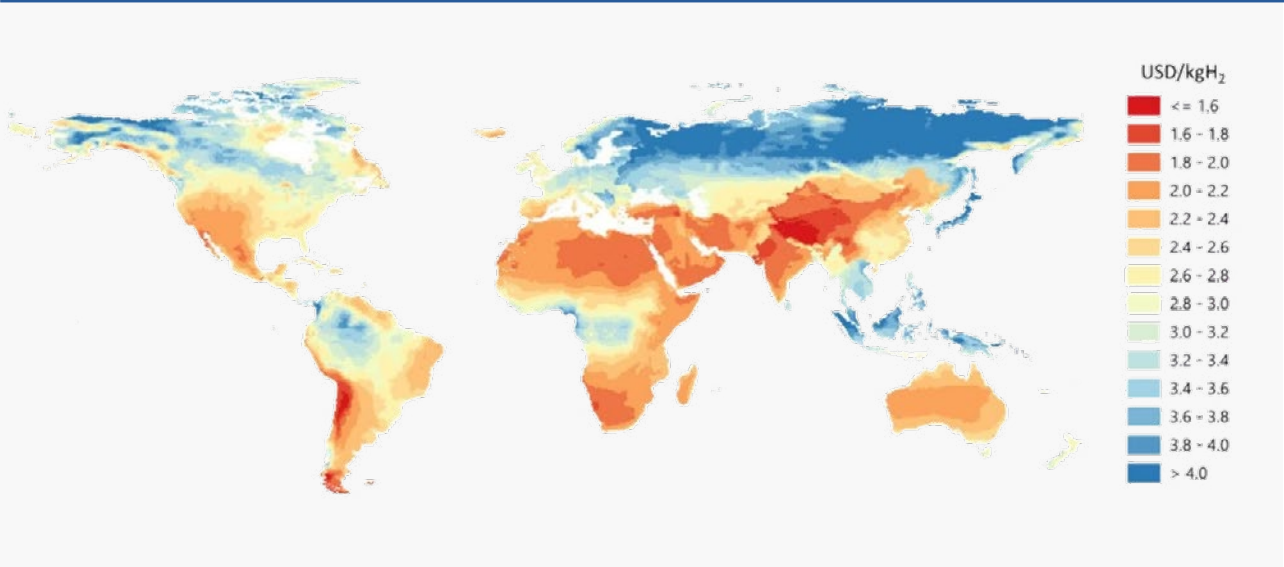 USD/kgH₂
<= 1.6
1.6 - 1.8
1.8 - 2.0
2.0 - 2.2
2.2 - 2.4
2.4 - 2.6
2.6 - 2.8
2.8 - 3.0
3.0 - 3.2
3.2 - 3.4
3.4 - 3.6
3.6 - 3.8
3.8 - 4.0
> 4.0